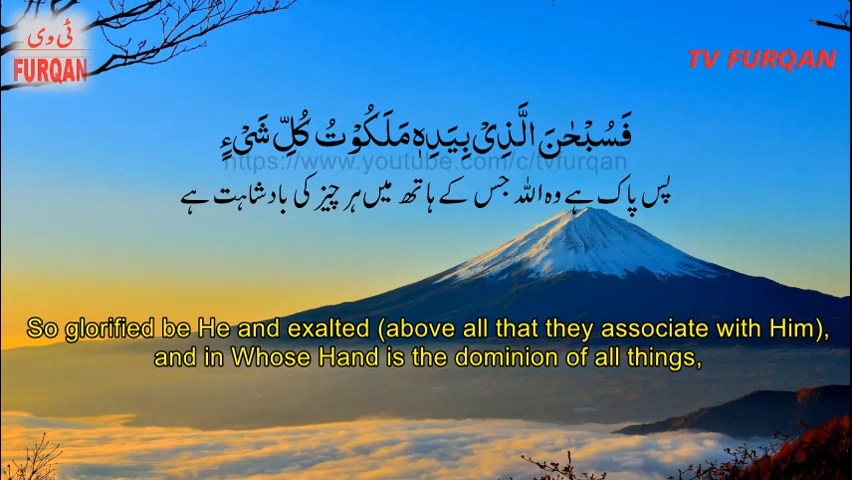 ٹی وی
FURQAN
TV FURQAN
فَسُبْحٰنَ الَّذِیْ بِیَدِهٖ مَلَكُوْتُ كُلِّ شَیْءٍ
https://www.youtube.com/c/tvfurqan
پس پاک ہے وہ اللہ جس کے ہاتھ میں ہر چیز کی بادشاہت ہے
So glorified be He and exalted (above all that they associate with Him),
and in Whose Hand is the dominion of all things,